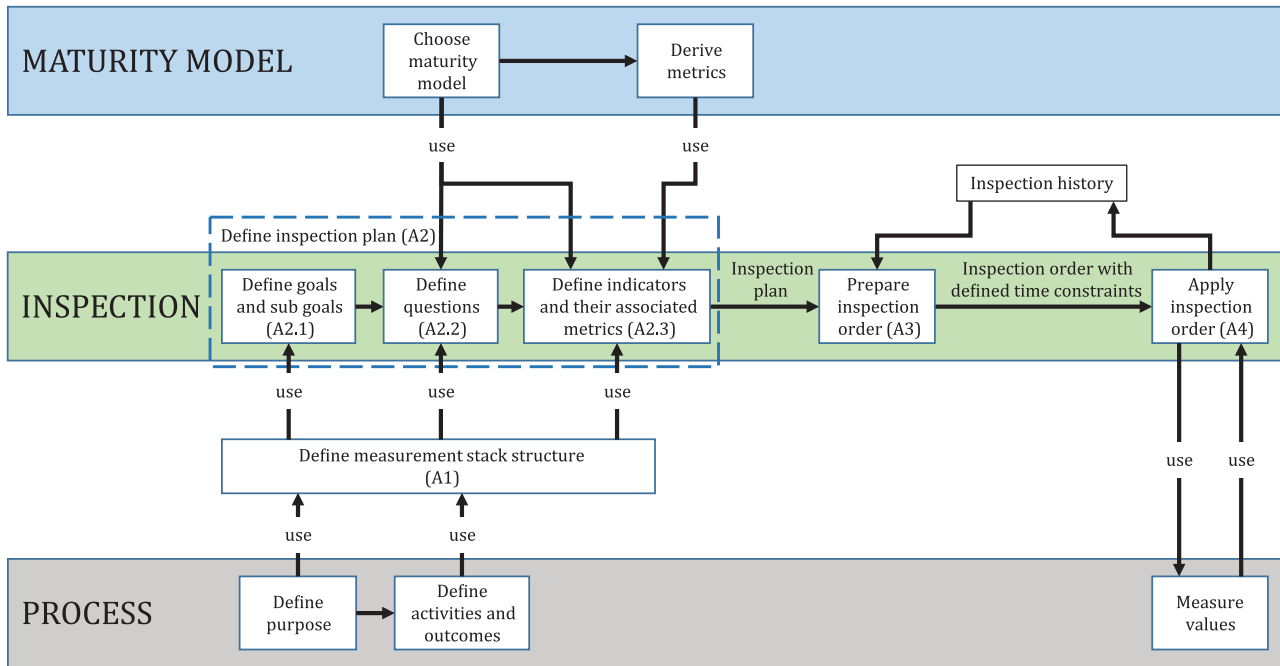 MATURITY MODEL
Choose
maturity
model
Derive
metrics
use
use
Inspection history
Define inspection plan (A2)
INSPECTION
Define goals
and sub goals
(A2.1)
Define
questions
(A2.2)
Define indicators
and their associated
metrics (A2.3)
Inspection
plan
Prepare
inspection
order (A3)
Inspection order with
defined time constraints
Apply
inspection
order (A4)
use
use
use
Define measurement stack structure
(A1)
use
use
use
use
PROCESS
Define
purpose
Define
activities and
outcomes
Measure
values